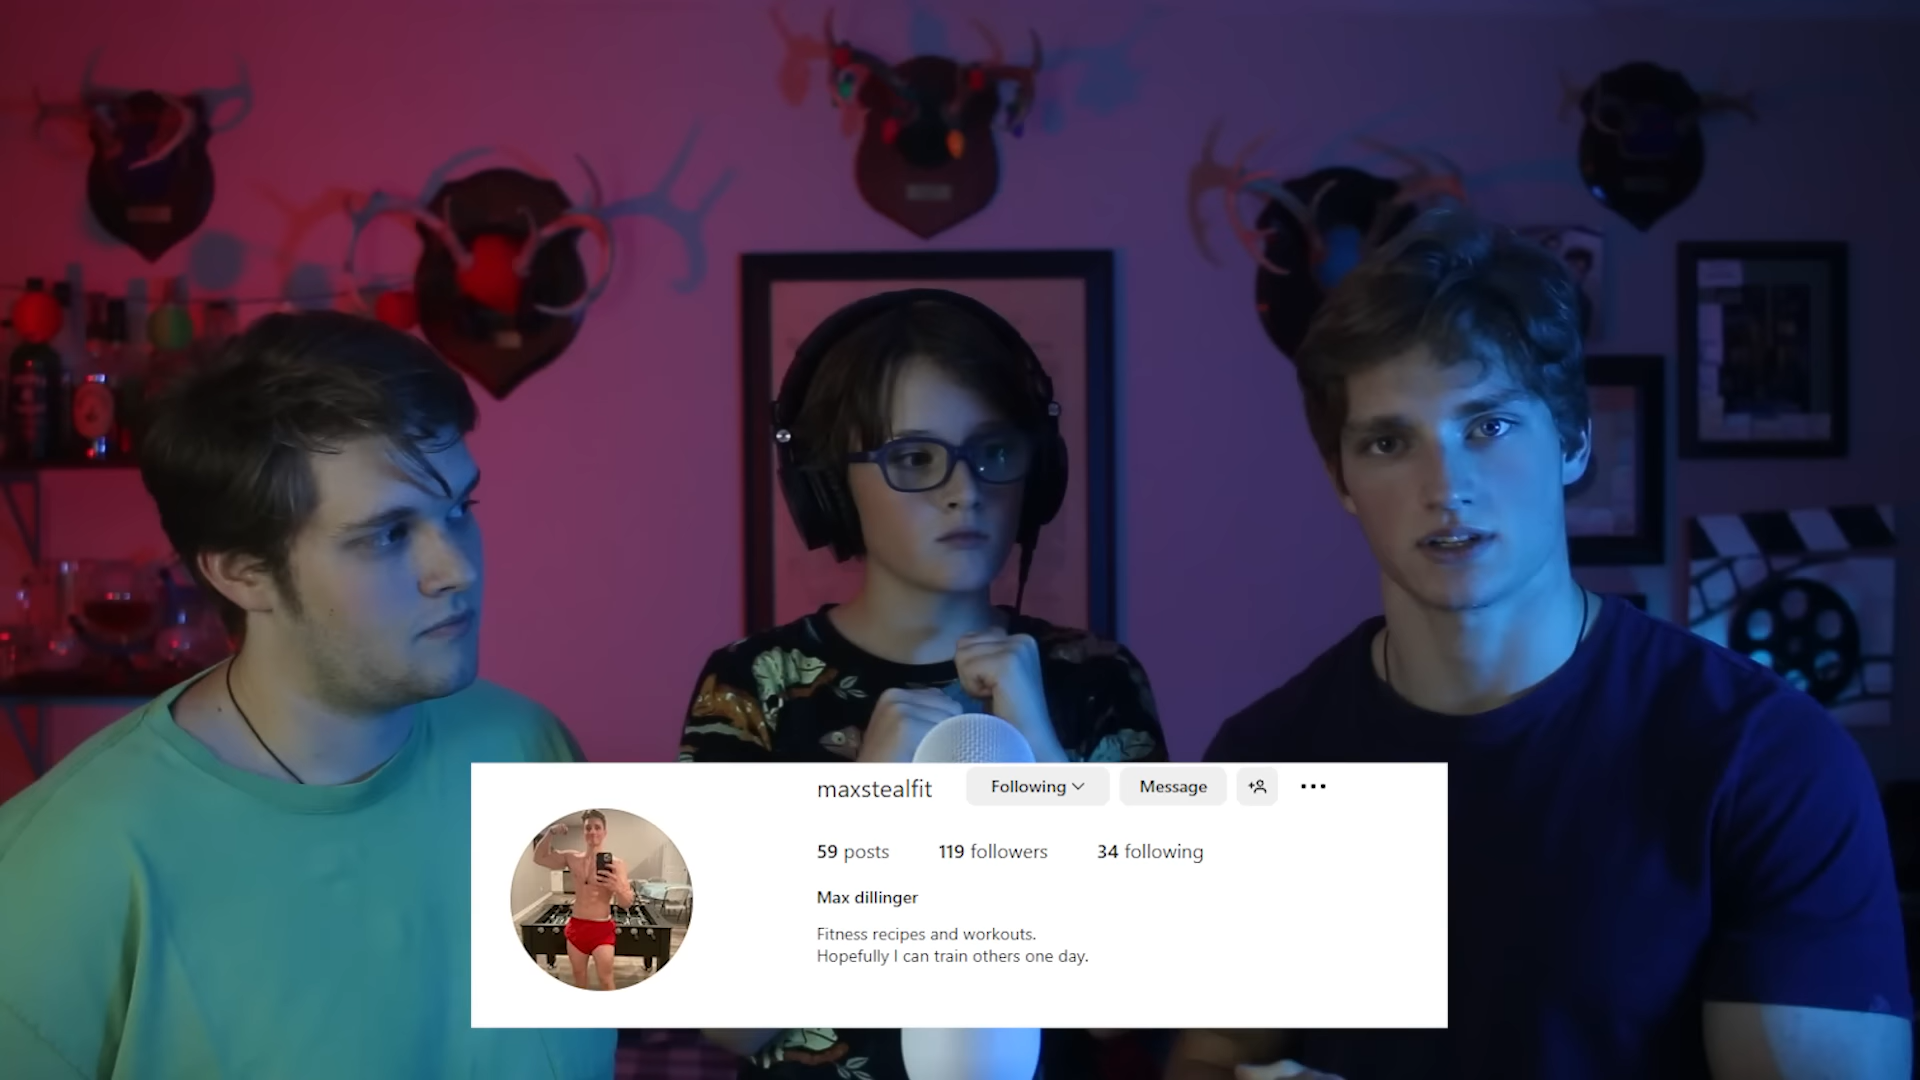 maxstealfit Following Message
59 posts 119 followers 34 following
Max dillinger
Fitness recipes and workouts.
Hopefully I can train others one day.